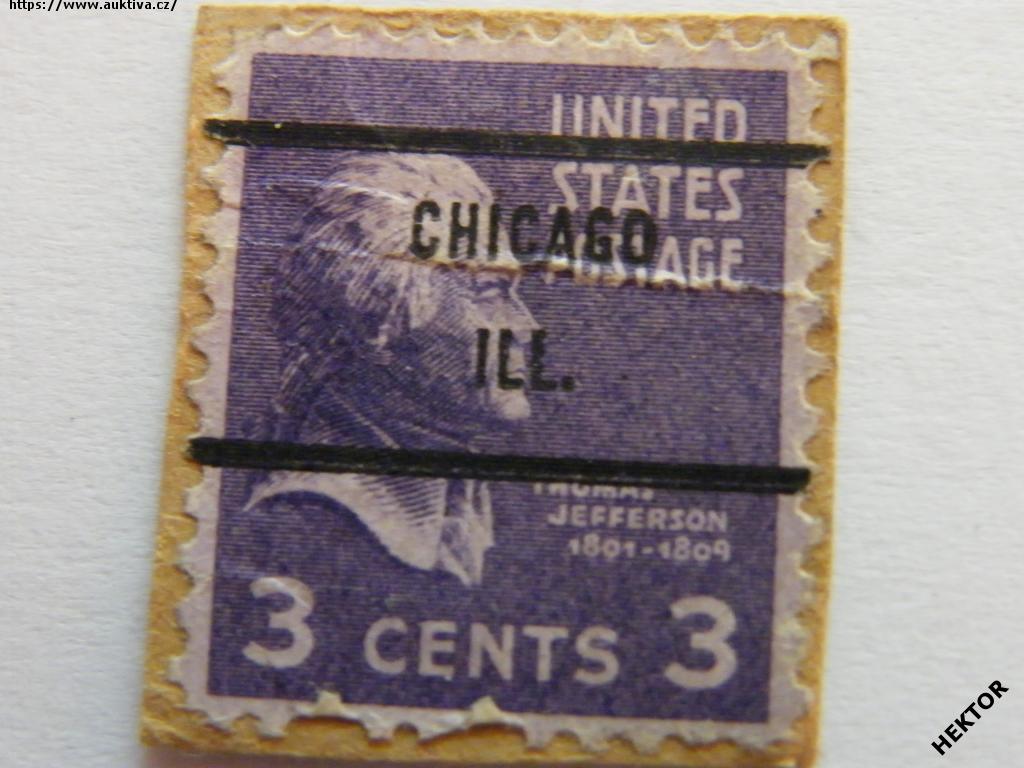 https://www.auktiva.cz/
UNITED
STATES
POSTAGE
CHICAGO
ILL.
THOMAS
JEFFERSON
1801-1809
3 CENTS 3
HEKTOR